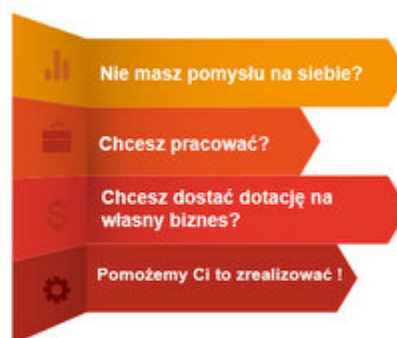 Nie masz pomysłu na siebie?
Chcesz pracować?
Chcesz dostać dotację na
własny biznes?
Pomożemy Ci to zrealizować !